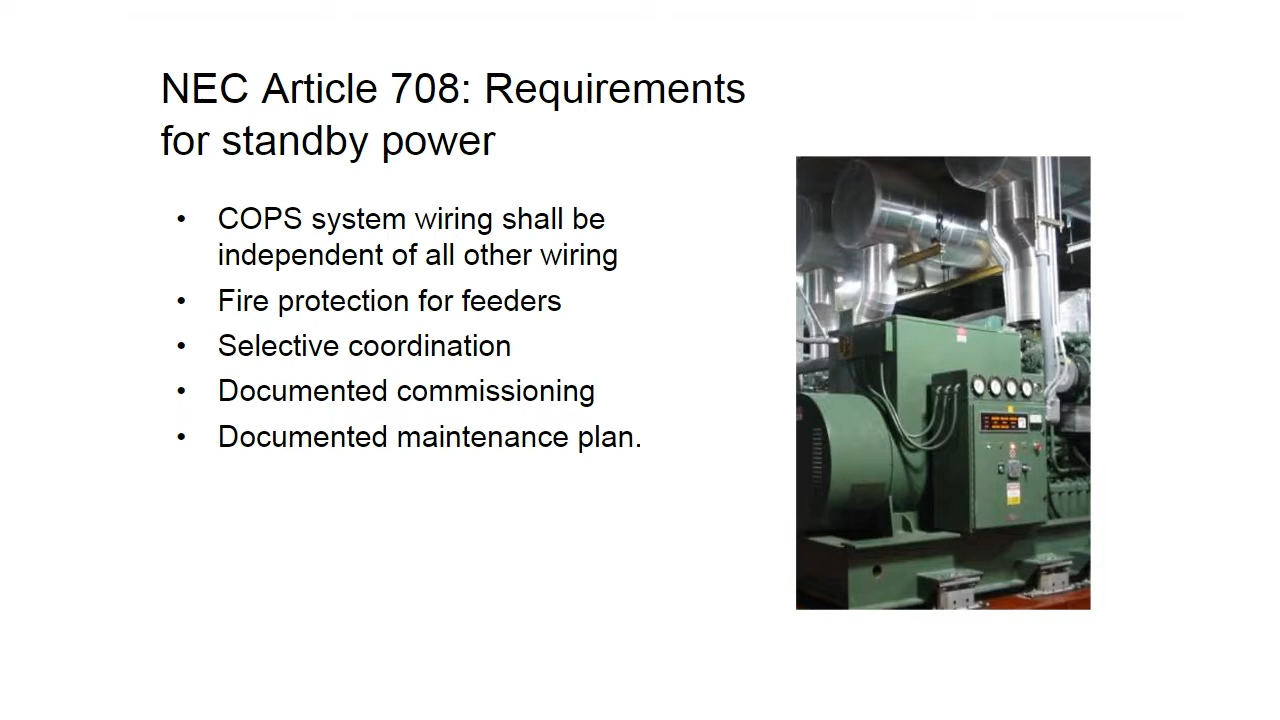 NEC Article 708: Requirements
for standby power
• COPS system wiring shall be
independent of all other wiring
• Fire protection for feeders
• Selective coordination
• Documented commissioning
• Documented maintenance plan.